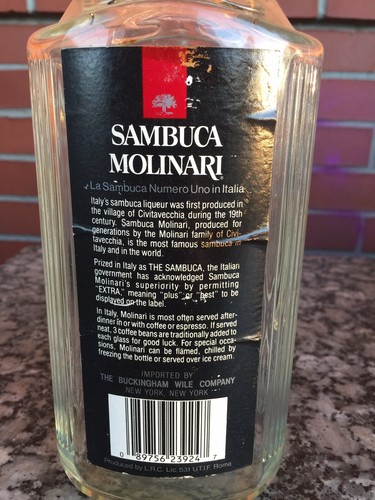 SAMBUCA
MOLINARI
La Sambuca Numero Uno in Italia
Italy's sambuca liqueur was first produced in
the village of Civitavecchia during the 19th
century. Sambuca Molinari, produced for
generations by the Molinari family of Civi-
tavecchia, is the most famous sambuca in
Italy and in the world.
Prized in Italy as THE SAMBUCA, the Italian
government has acknowledged Sambuca
Molinari's superiority by permitting
"EXTRA," meaning "plus" or "best" to be
displayed on the label.
In Italy, Molinari is most often served after-
dinner in or with coffee or espresso. If served
neat, 3 coffee beans are traditionally added to
each glass for good luck. For special occa-
sions, Molinari can be flamed, chilled by
freezing the bottle or served over ice cream.
IMPORTED BY
THE BUCKINGHAM WILE COMPANY
NEW YORK, NEW YORK
0 89756 23924 7
Produced by L.R.C. Lic. 531 U.T.I.F. Roma